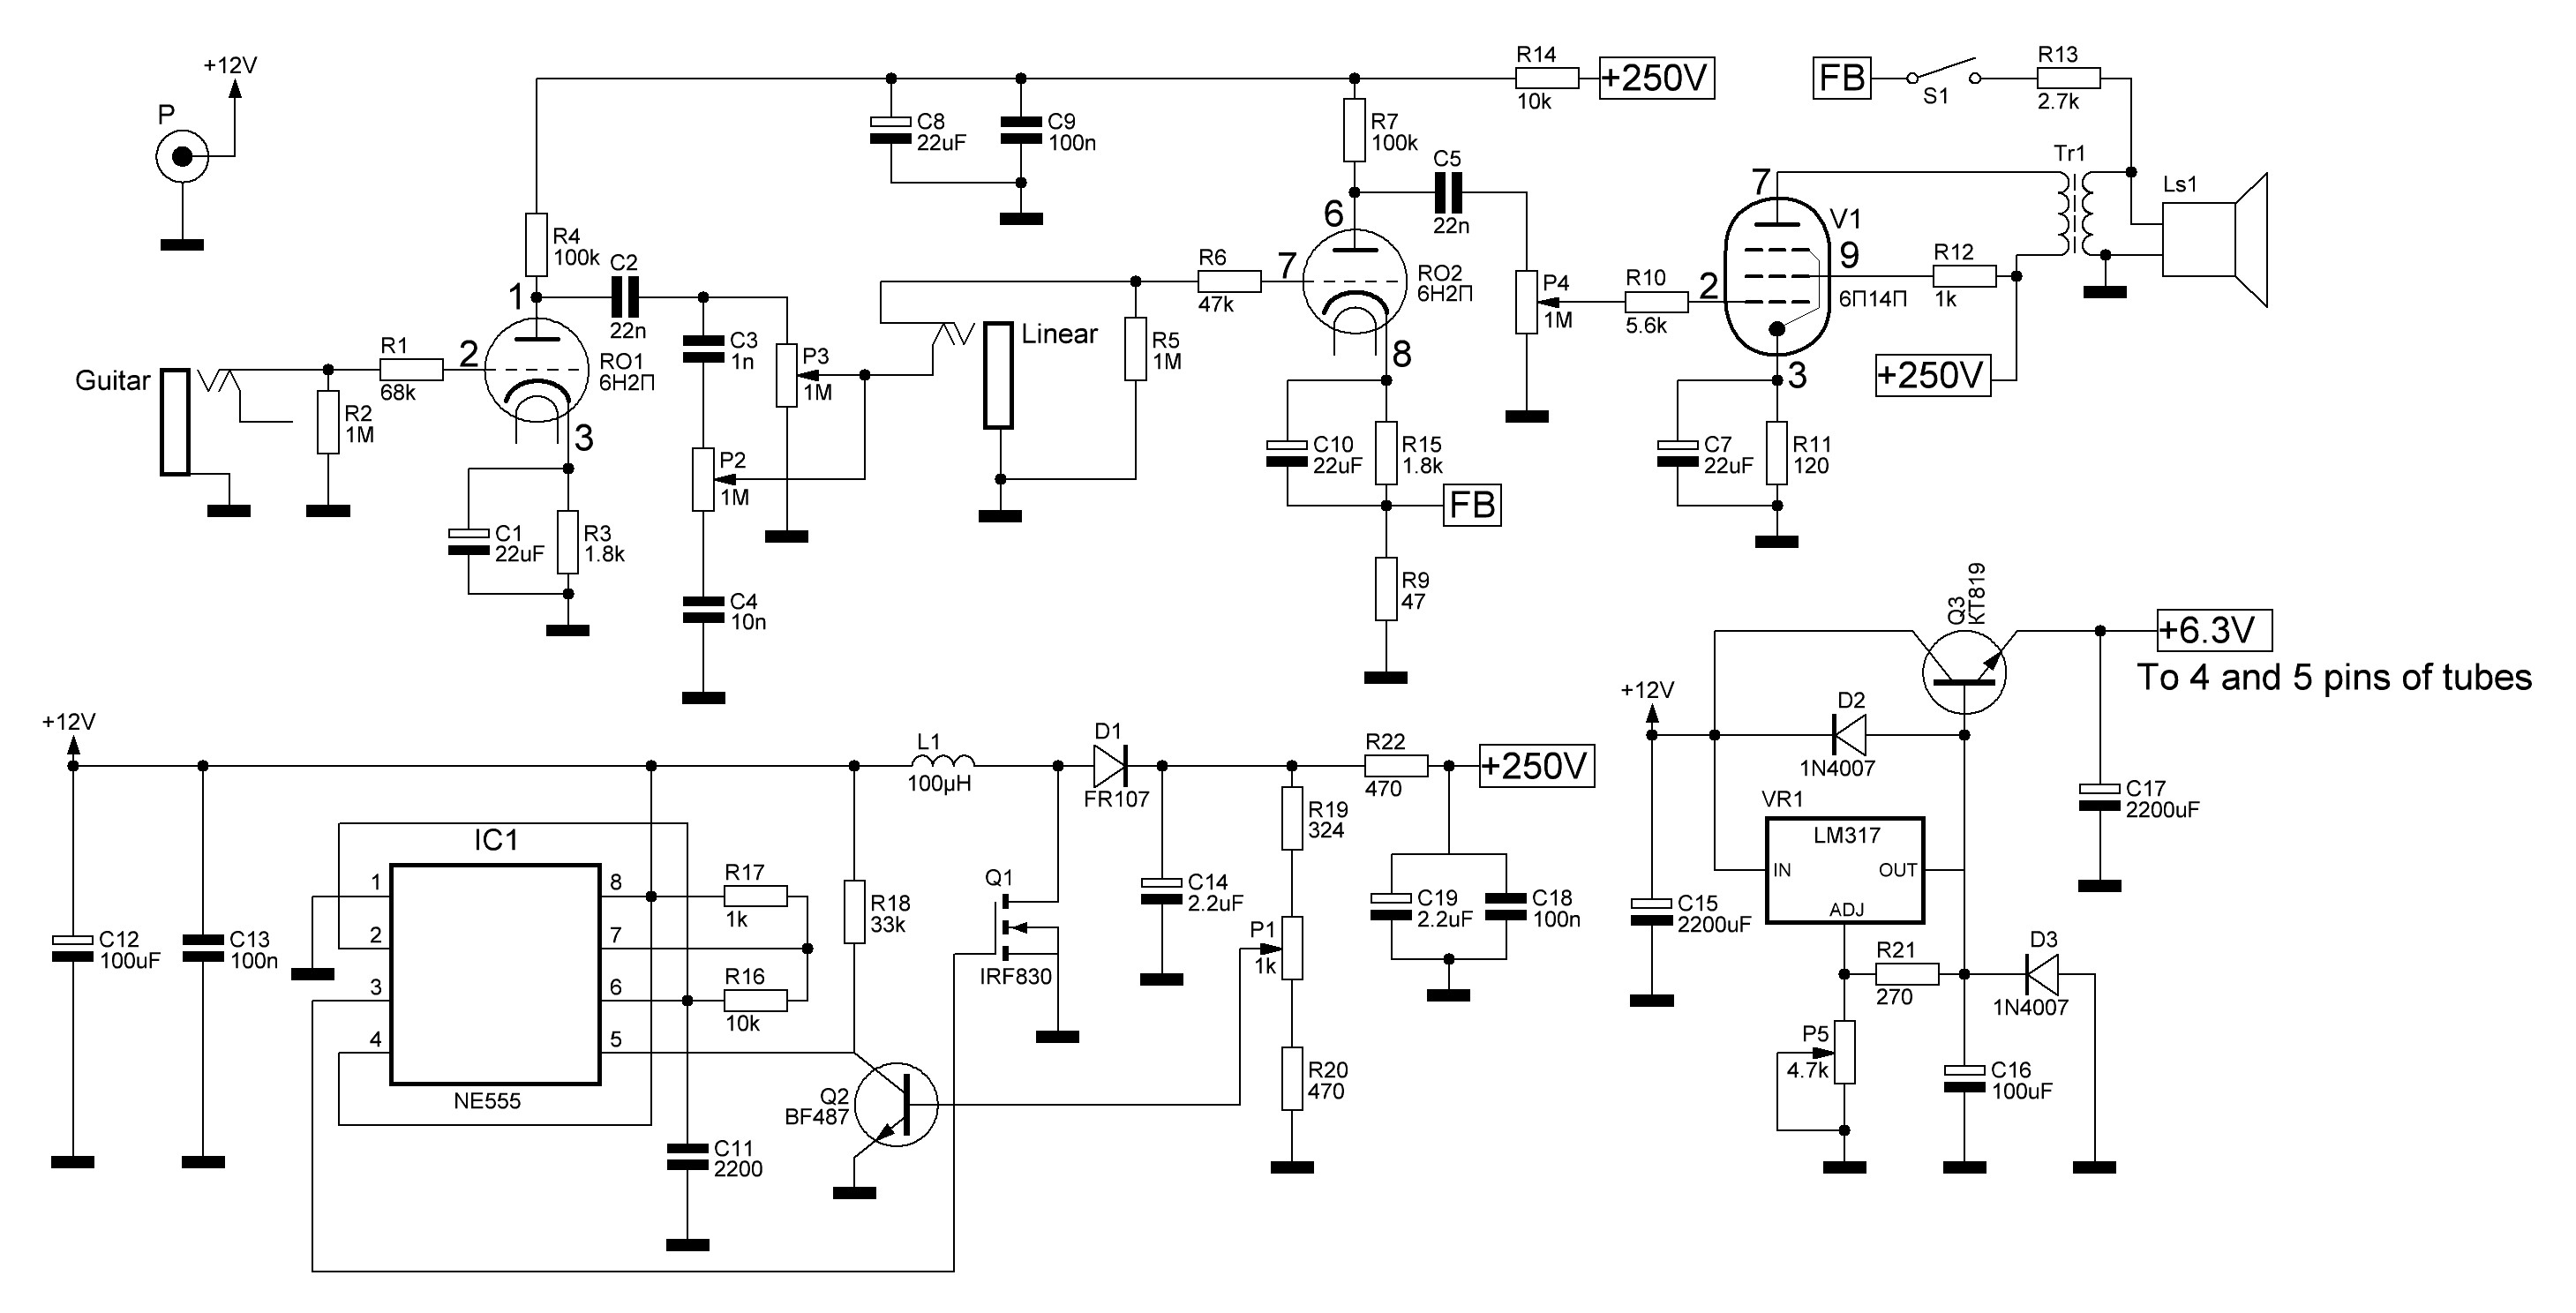 +12V
P
R14
10k
+250V
FB
S1
R13
2.7k
C8
22uF
C9
100n
R7
100k
C5
22n
Tr1
Ls1
R4
100k
C2
22n
1
6
7
V1
9
R6
47k
7
RO2
6Н2П
P4
1M
R10
5.6k
2
6П14П
R12
1k
Guitar
R1
68k
2
RO1
6Н2П
C3
1n
P3
1M
Linear
R5
1M
8
3
+250V
R2
1M
3
P2
1M
C10
22uF
R15
1.8k
C7
22uF
R11
120
FB
C1
22uF
R3
1.8k
C4
10n
R9
47
Q3
KT819
+6.3V
To 4 and 5 pins of tubes
+12V
L1
100µH
D1
FR107
R22
470
+250V
+12V
D2
1N4007
C17
2200uF
R19
324
VR1
LM317
IN
OUT
ADJ
IC1
1
2
3
4
8
7
6
5
NE555
R17
1k
R16
10k
R18
33k
Q1
IRF830
C14
2.2uF
P1
1k
C19
2.2uF
C18
100n
C15
2200uF
C12
100uF
C13
100n
R21
270
D3
1N4007
P5
4.7k
C16
100uF
Q2
BF487
R20
470
C11
2200